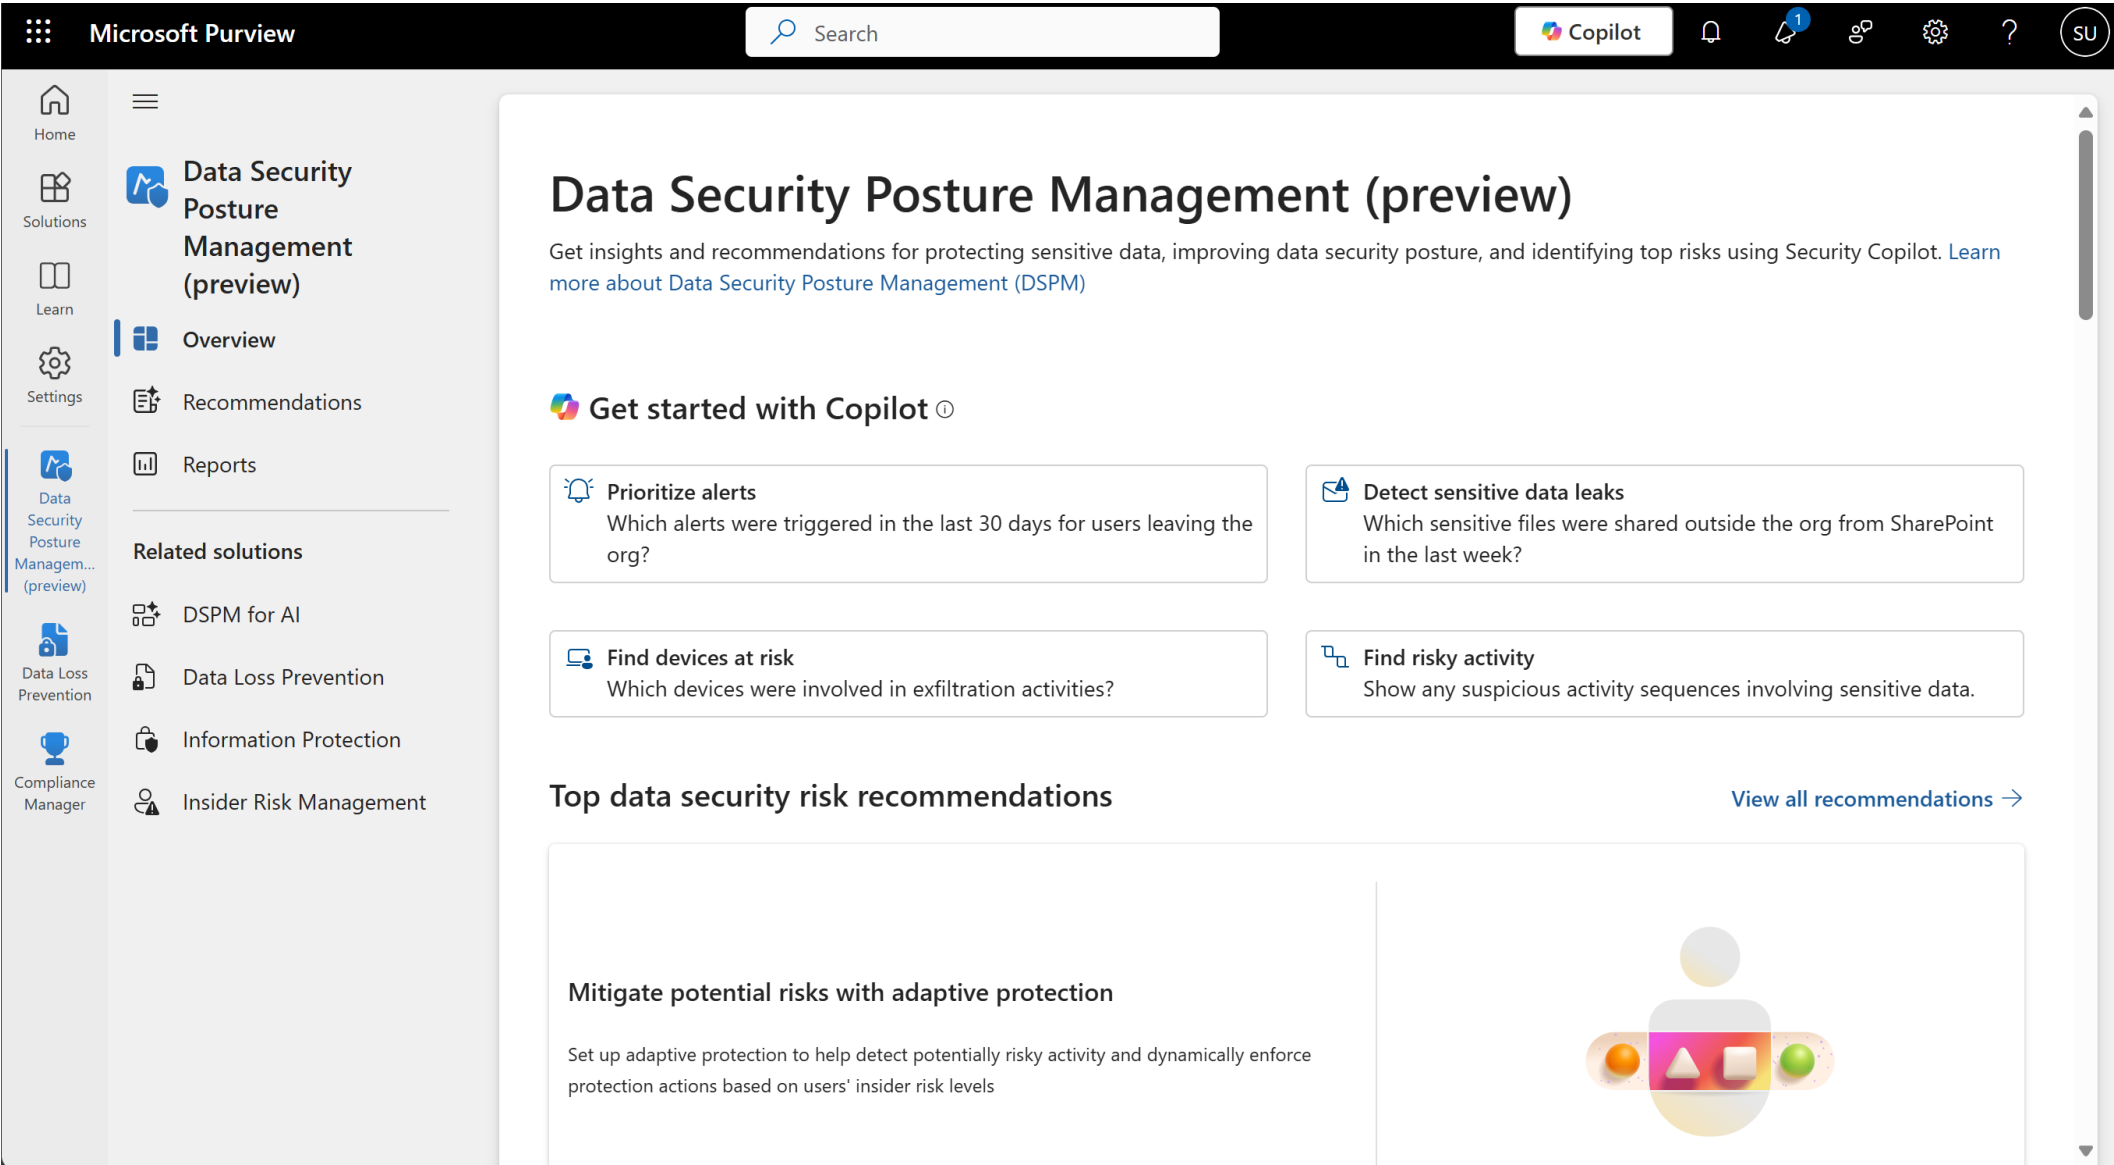 Microsoft Purview
Search
Copilot
1
SU
Home
Solutions
Learn
Settings
Data
Security
Posture
Managem...
(preview)
Data Loss
Prevention
Compliance
Manager
Data Security
Posture
Management
(preview)
Overview
Recommendations
Reports
Related solutions
DSPM for AI
Data Loss Prevention
Information Protection
Insider Risk Management
Data Security Posture Management (preview)
Get insights and recommendations for protecting sensitive data, improving data security posture, and identifying top risks using Security Copilot. Learn
more about Data Security Posture Management (DSPM)
Get started with Copilot
Prioritize alerts
Which alerts were triggered in the last 30 days for users leaving the
org?
Detect sensitive data leaks
Which sensitive files were shared outside the org from SharePoint
in the last week?
Find devices at risk
Which devices were involved in exfiltration activities?
Find risky activity
Show any suspicious activity sequences involving sensitive data.
Top data security risk recommendations
View all recommendations
Mitigate potential risks with adaptive protection
Set up adaptive protection to help detect potentially risky activity and dynamically enforce
protection actions based on users' insider risk levels